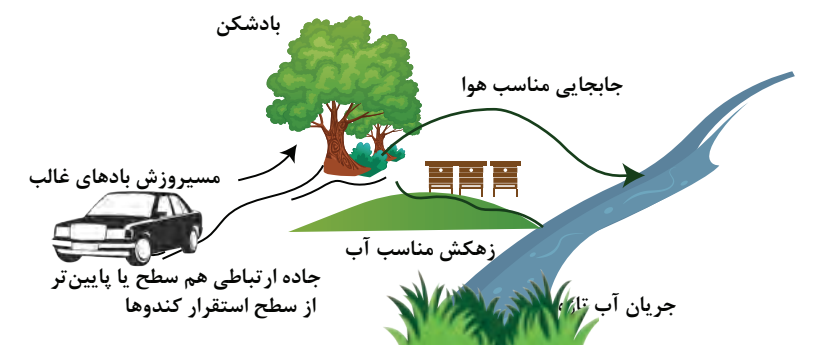 بادشکن
جابجایی مناسب هوا
مسیروزش بادهای غالب
زهکش مناسب آب
جاده ارتباطی هم سطح یا پایین‌تر
از سطح استقرار کندوها
جریان آب